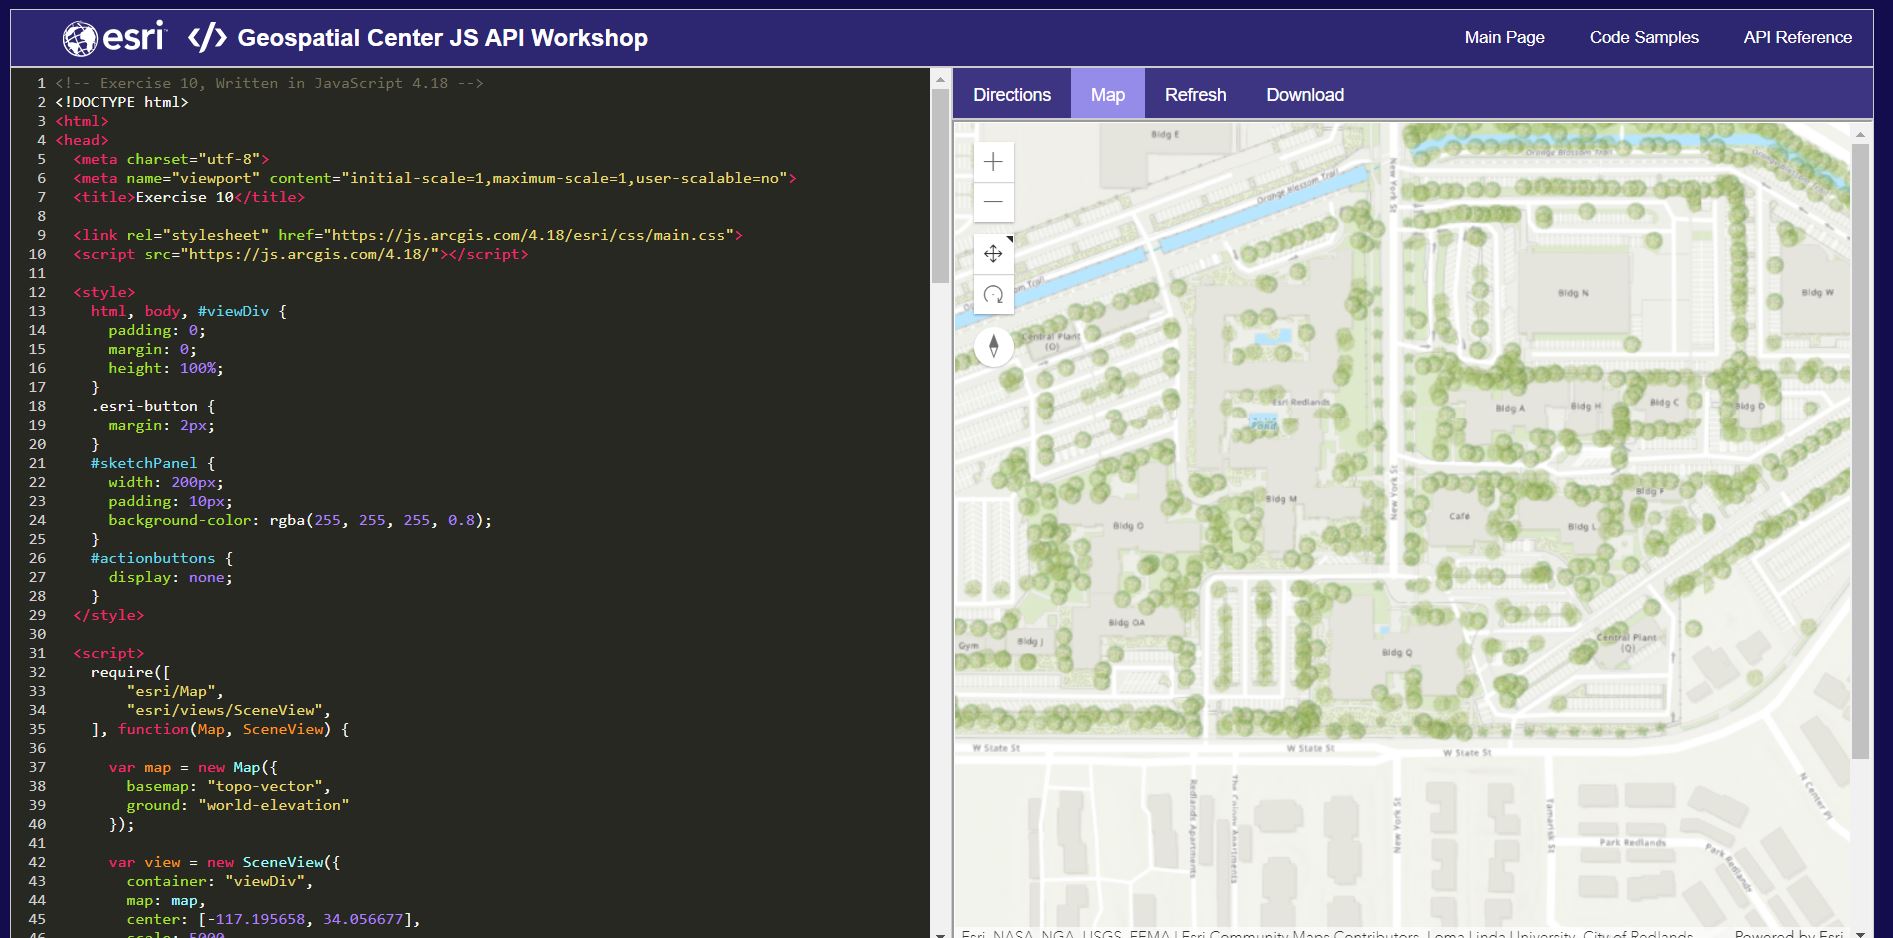 esri </> Geospatial Center JS API Workshop
Main Page Code Samples API Reference
1 <!-- Exercise 10, Written in JavaScript 4.18 -->
2 <!DOCTYPE html>
3 <html>
4 <head>
5 <meta charset="utf-8">
6 <meta name="viewport" content="initial-scale=1,maximum-scale=1,user-scalable=no">
7 <title>Exercise 10</title>
8
9 <link rel="stylesheet" href="https://js.arcgis.com/4.18/esri/css/main.css">
10 <script src="https://js.arcgis.com/4.18/"></script>
11
12 <style>
13 html, body, #viewDiv {
14 padding: 0;
15 margin: 0;
16 height: 100%;
17 }
18 .esri-button {
19 margin: 2px;
20 }
21 #sketchPanel {
22 width: 200px;
23 padding: 10px;
24 background-color: rgba(255, 255, 255, 0.8);
25 }
26 #actionbuttons {
27 display: none;
28 }
29 </style>
30
31 <script>
32 require([
33 "esri/Map",
34 "esri/views/SceneView",
35 ], function(Map, SceneView) {
36
37 var map = new Map({
38 basemap: "topo-vector",
39 ground: "world-elevation"
40 });
41
42 var view = new SceneView({
43 container: "viewDiv",
44 map: map,
45 center: [-117.195658, 34.056677],
46 scale: 5000
Directions Map Refresh Download
Bldg E
Orange Blossom Trail
Orange Blossom Trail
New York St
Bldg N
Bldg W
Central Plant
(O)
Esri Redlands
Pond
Bldg A
Bldg H
Bldg C
Bldg D
New York St
Bldg M
Bldg F
Café
Bldg L
Bldg O
Bldg OA
Gym
Bldg J
Bldg Q
Central Plant
(Q)
W State St
W State St
W State St
N Center Pl
Redlands Apartments
New York St
Tamarisk St
Park Redlands
Park Redlands
Esri, NASA, NGA, USGS, FEMA | Esri Community Maps Contributors, Loma Linda University, City of Redlands
Powered by Esri